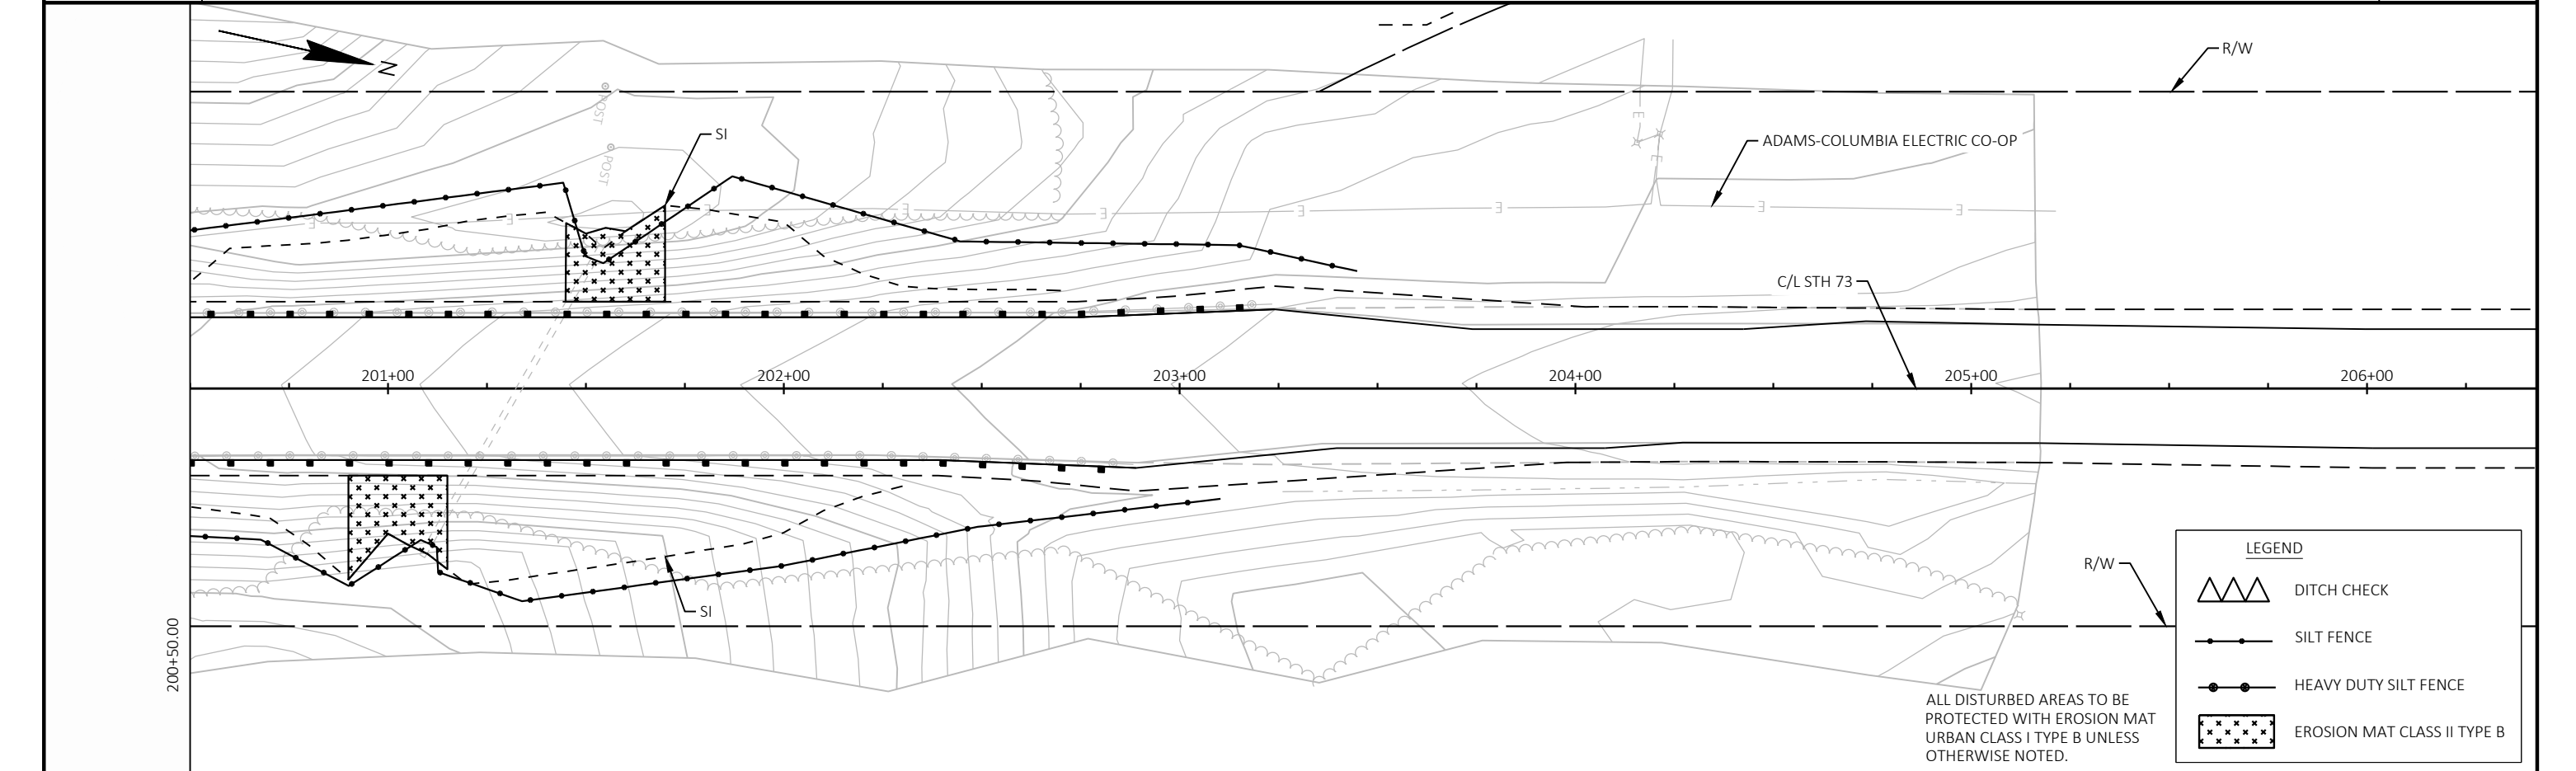 N
R/W
POST
SI
E
ADAMS-COLUMBIA ELECTRIC CO-OP
POST
E
E
E
E
E
E
E
E
E
E
C/L STH 73
201+00
202+00
203+00
204+00
205+00
206+00
LEGEND
R/W
DITCH CHECK
SI
SILT FENCE
200+50.00
HEAVY DUTY SILT FENCE
ALL DISTURBED AREAS TO BE
PROTECTED WITH EROSION MAT
URBAN CLASS I TYPE B UNLESS
OTHERWISE NOTED.
EROSION MAT CLASS II TYPE B